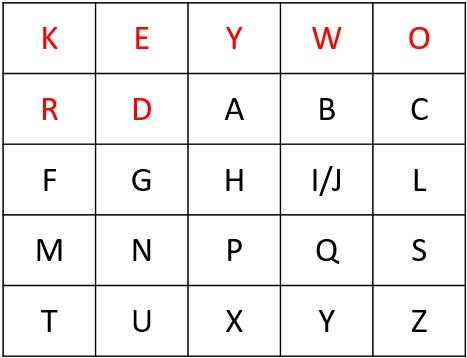 K E Y W O
R D A B C
F G H I/J L
M N P Q S
T U X Y Z